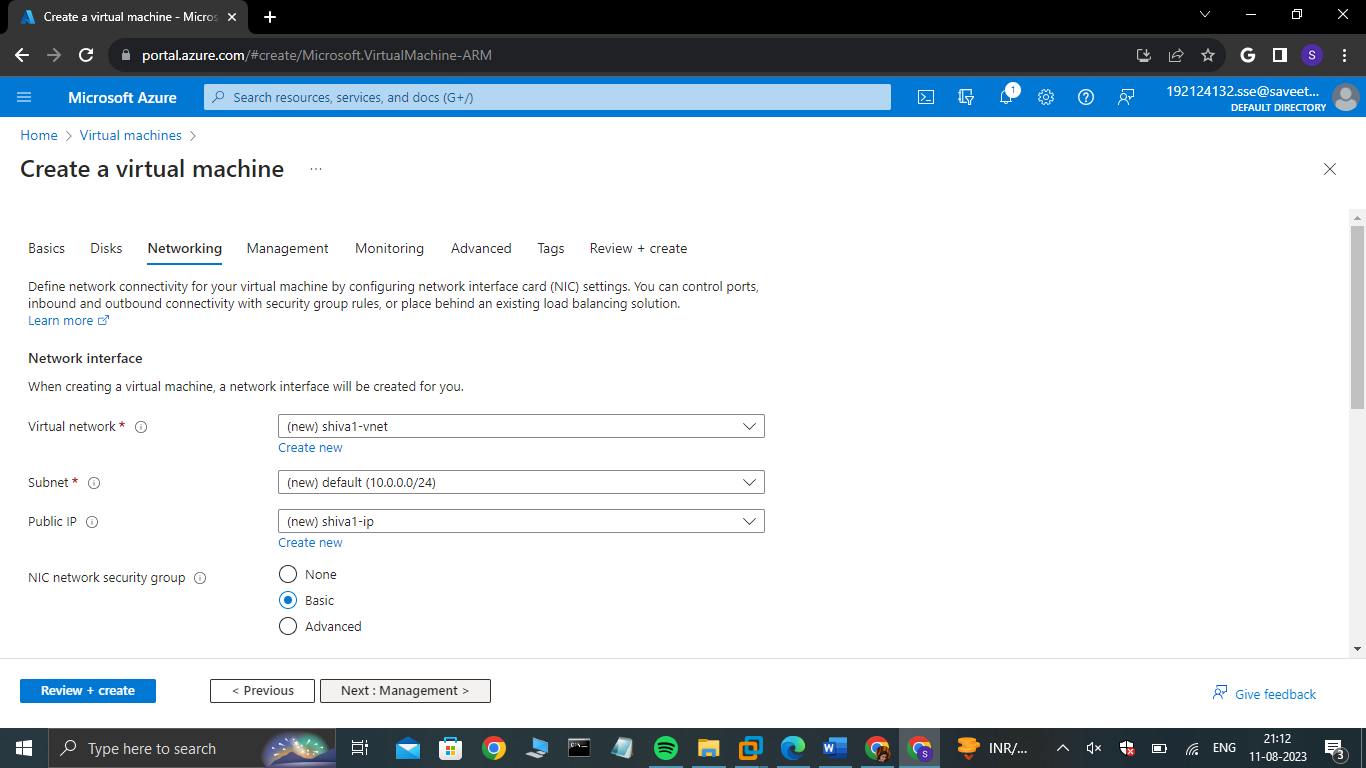 Create a virtual machine - Micros
portal.azure.com/#create/Microsoft.VirtualMachine-ARM
G
S
Microsoft Azure
Search resources, services, and docs (G+/)
1
192124132.sse@saveet...
DEFAULT DIRECTORY
Home > Virtual machines >
Create a virtual machine ...
Basics Disks Networking Management Monitoring Advanced Tags Review + create
Define network connectivity for your virtual machine by configuring network interface card (NIC) settings. You can control ports,
inbound and outbound connectivity with security group rules, or place behind an existing load balancing solution.
Learn more
Network interface
When creating a virtual machine, a network interface will be created for you.
Virtual network *
(new) shiva1-vnet
Create new
Subnet *
(new) default (10.0.0.0/24)
Public IP
(new) shiva1-ip
Create new
NIC network security group
None
Basic
Advanced
Review + create
< Previous
Next : Management >
Give feedback
Type here to search
INR/...
ENG
21:12
11-08-2023
3